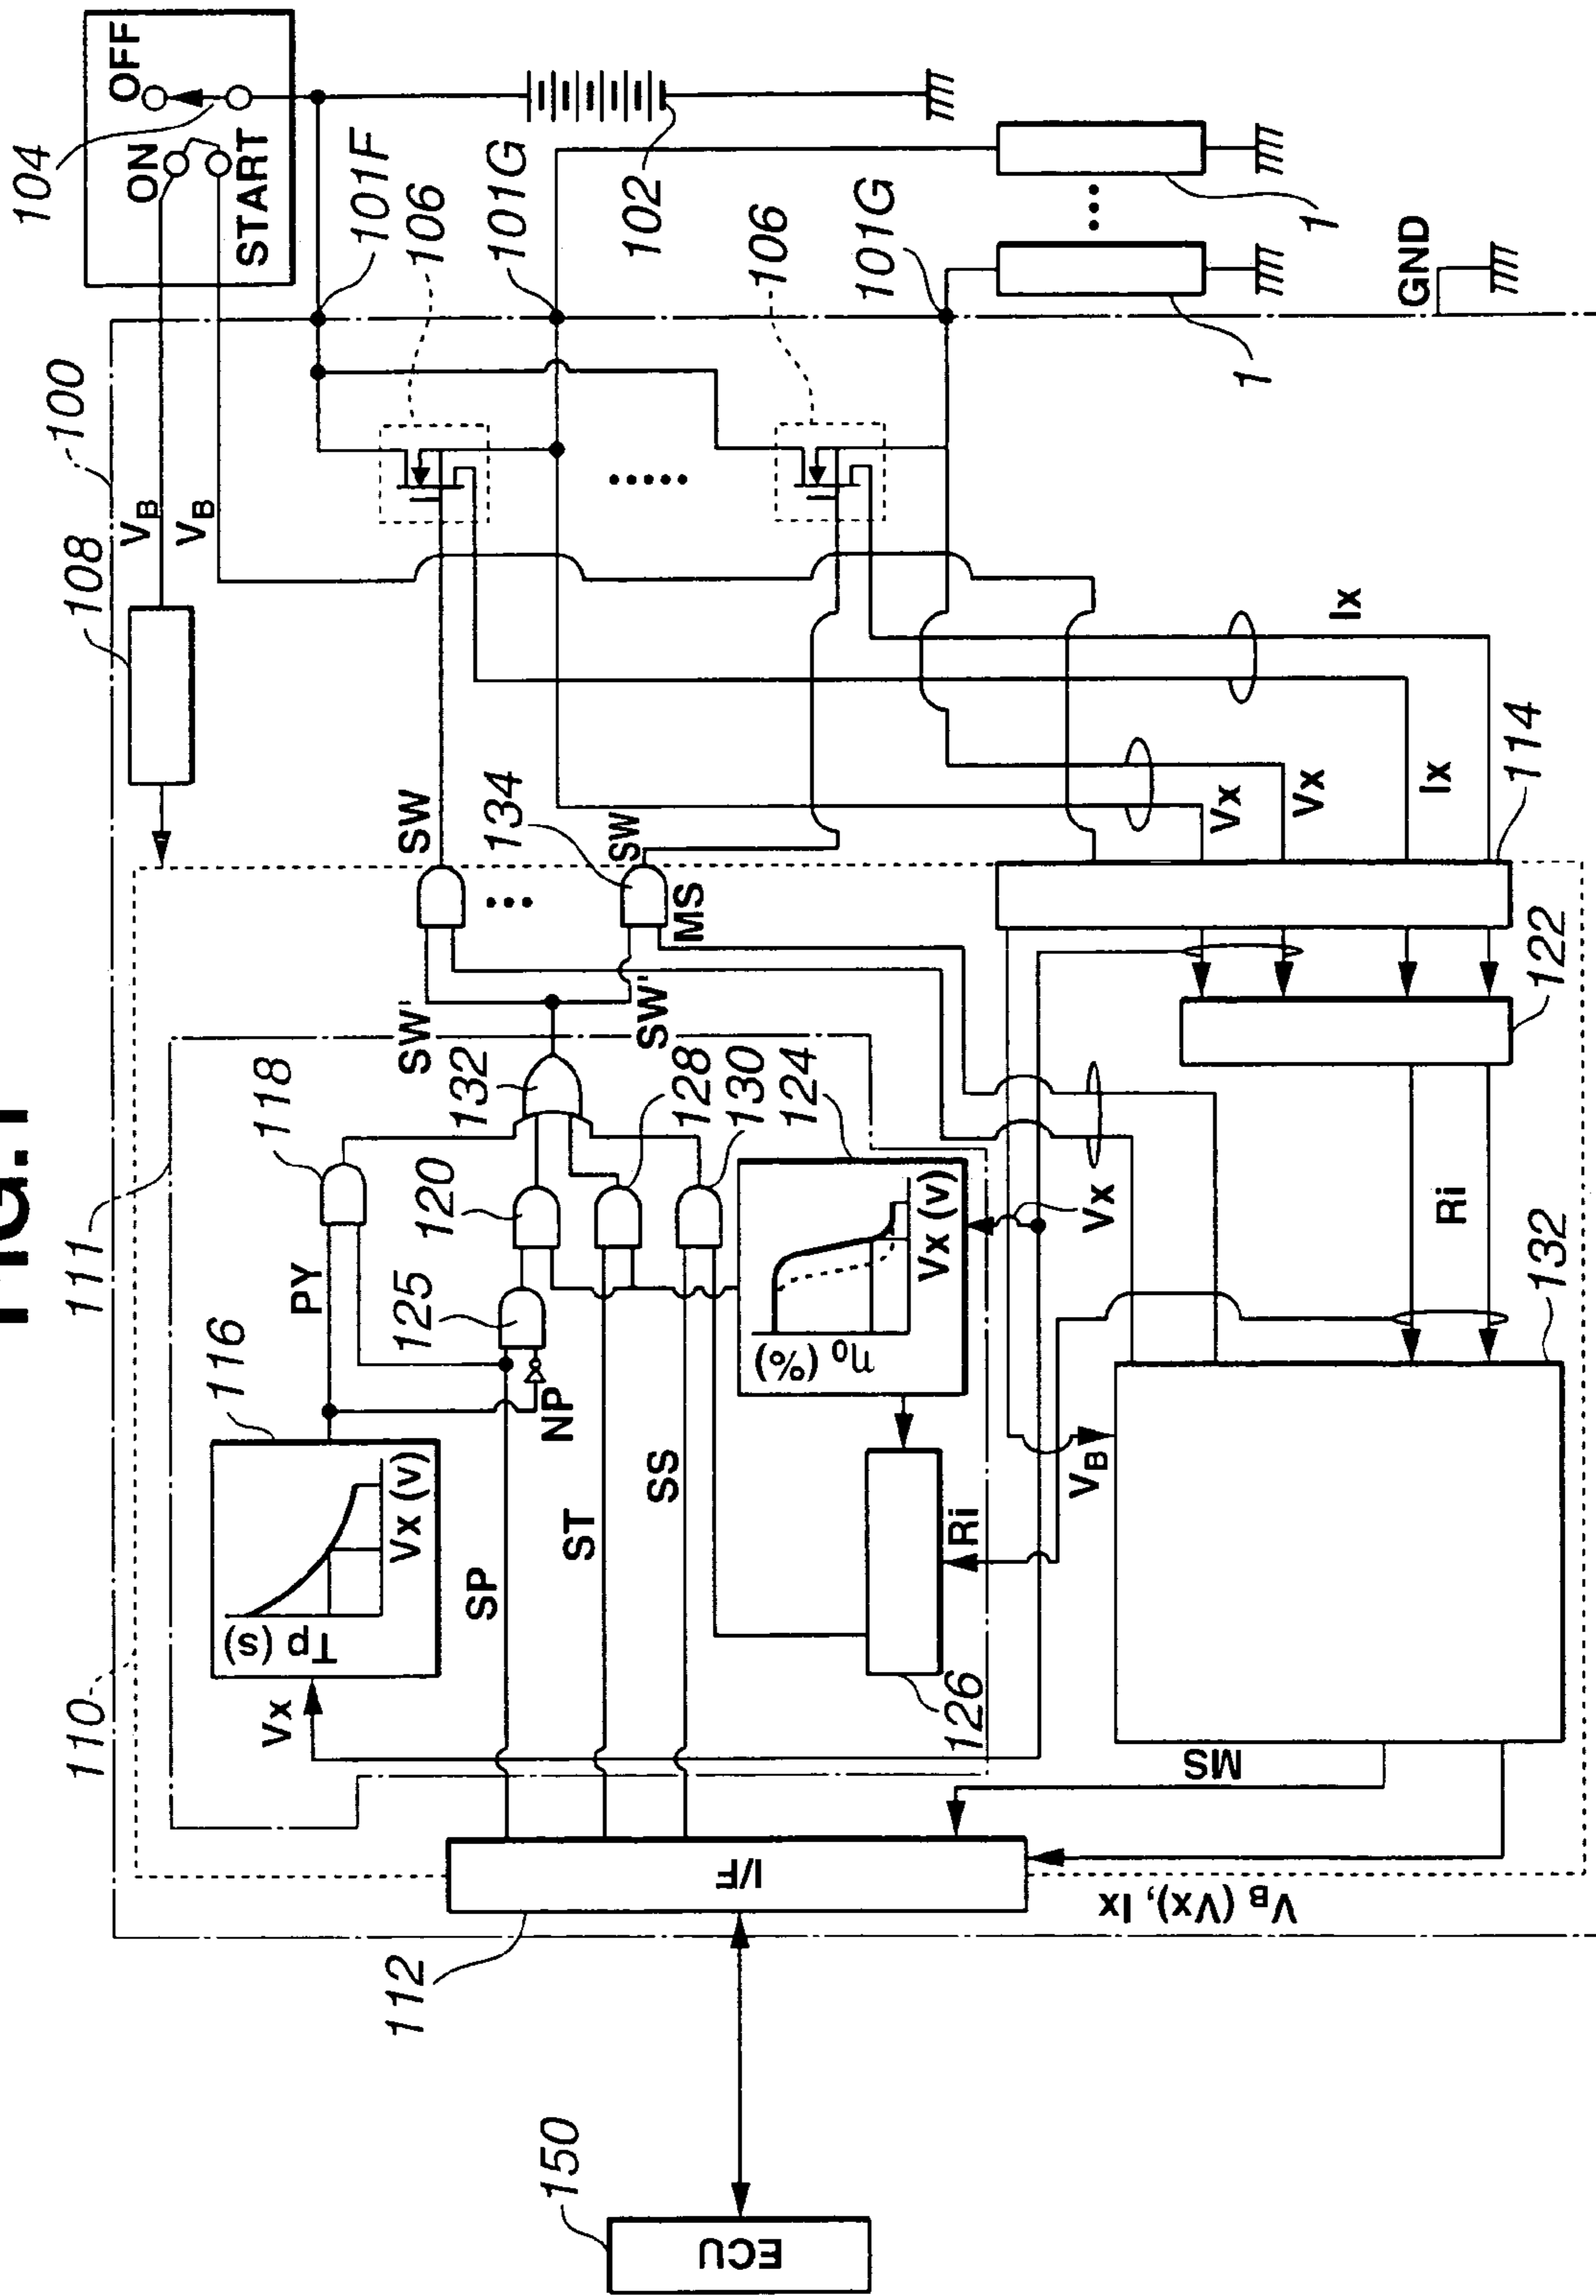 FIG.1
OFF
104
ON
START
101F
106
101G
102
106
101G
1
1
GND
100
108
VB
VB
Ix
SW
134
SW
MS
Vx
Vx
Ix
114
122
SW'
SW'
111
118
132
128
130
124
120
125
PY
116
NP
Tp (s)
Vx (v)
ηo (%)
Vx (v)
Vx
Ri
132
SP
ST
SS
Ri
VB
126
110
Vx
MS
I/F
VB (Vx), Ix
112
150
ECU